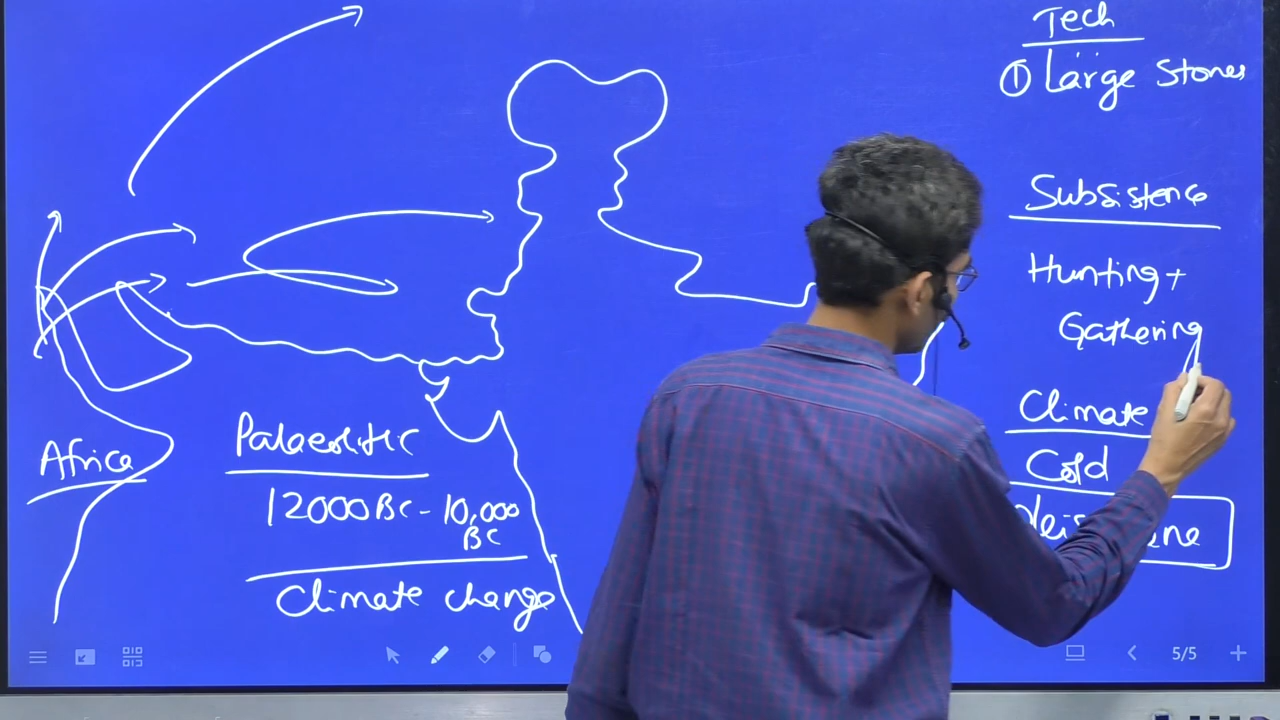 Tech
① Large Stones
Subsistence
Hunting +
Gathering
Climate
Cold
Africa
Palaeolitic
12000 BC - 10,000
BC
Climate change
5/5